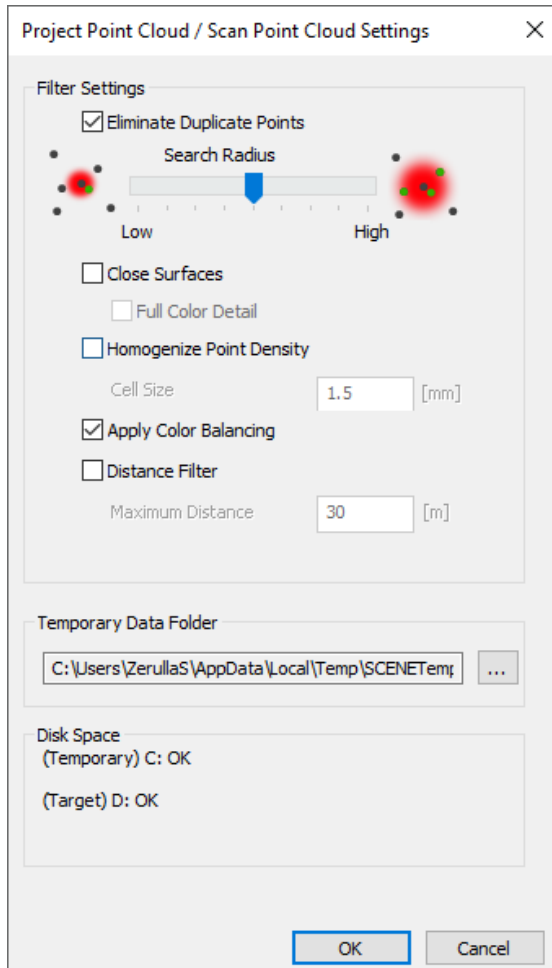 Project Point Cloud / Scan Point Cloud Settings
Filter Settings
Eliminate Duplicate Points
Search Radius
Low High
Close Surfaces
Full Color Detail
Homogenize Point Density
Cell Size 1.5 [mm]
Apply Color Balancing
Distance Filter
Maximum Distance 30 [m]
Temporary Data Folder
C:\Users\ZerullaS\AppData\Local\Temp\SCENETemp ...
Disk Space
(Temporary) C: OK
(Target) D: OK
OK Cancel